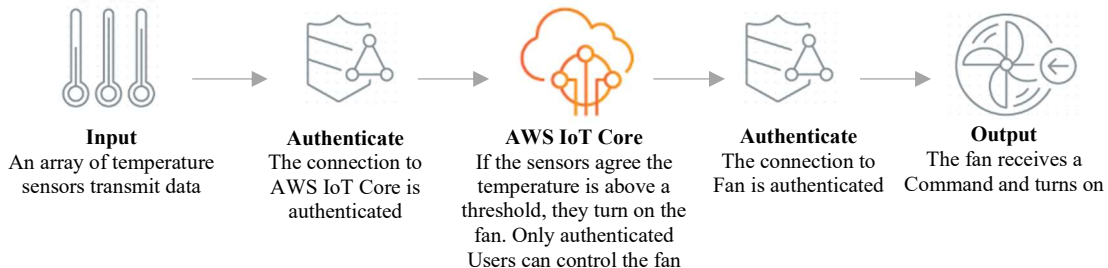 Input
An array of temperature
sensors transmit data
Authenticate
The connection to
AWS IoT Core is
authenticated
AWS IoT Core
If the sensors agree the
temperature is above a
threshold, they turn on the
fan. Only authenticated
Users can control the fan
Authenticate
The connection to
Fan is authenticated
Output
The fan receives a
Command and turns on